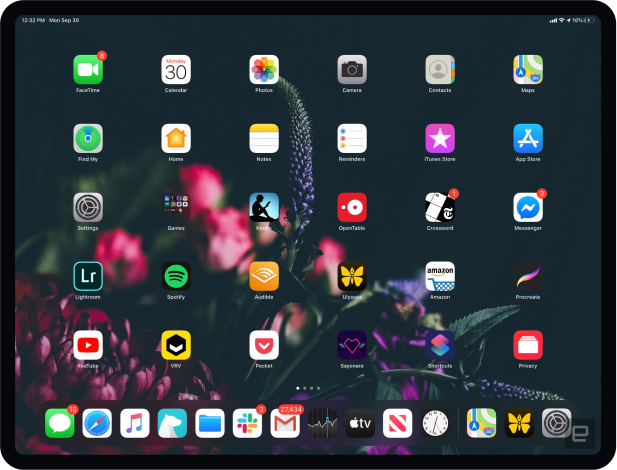 12:32 PM Mon Sep 30
16%
6
Monday
30
FaceTime
Calendar
Photos
Camera
Contacts
Maps
Find My
Home
Notes
Reminders
iTunes Store
App Store
1
3
Settings
Games
Kindle
OpenTable
Crossword
Messenger
Lr
amazon
Lightroom
Spotify
Audible
Ulysses
Amazon
Procreate
YouTube
VRV
Pocket
Sayonara
Shortcuts
Privacy
15
3
27,434
tv